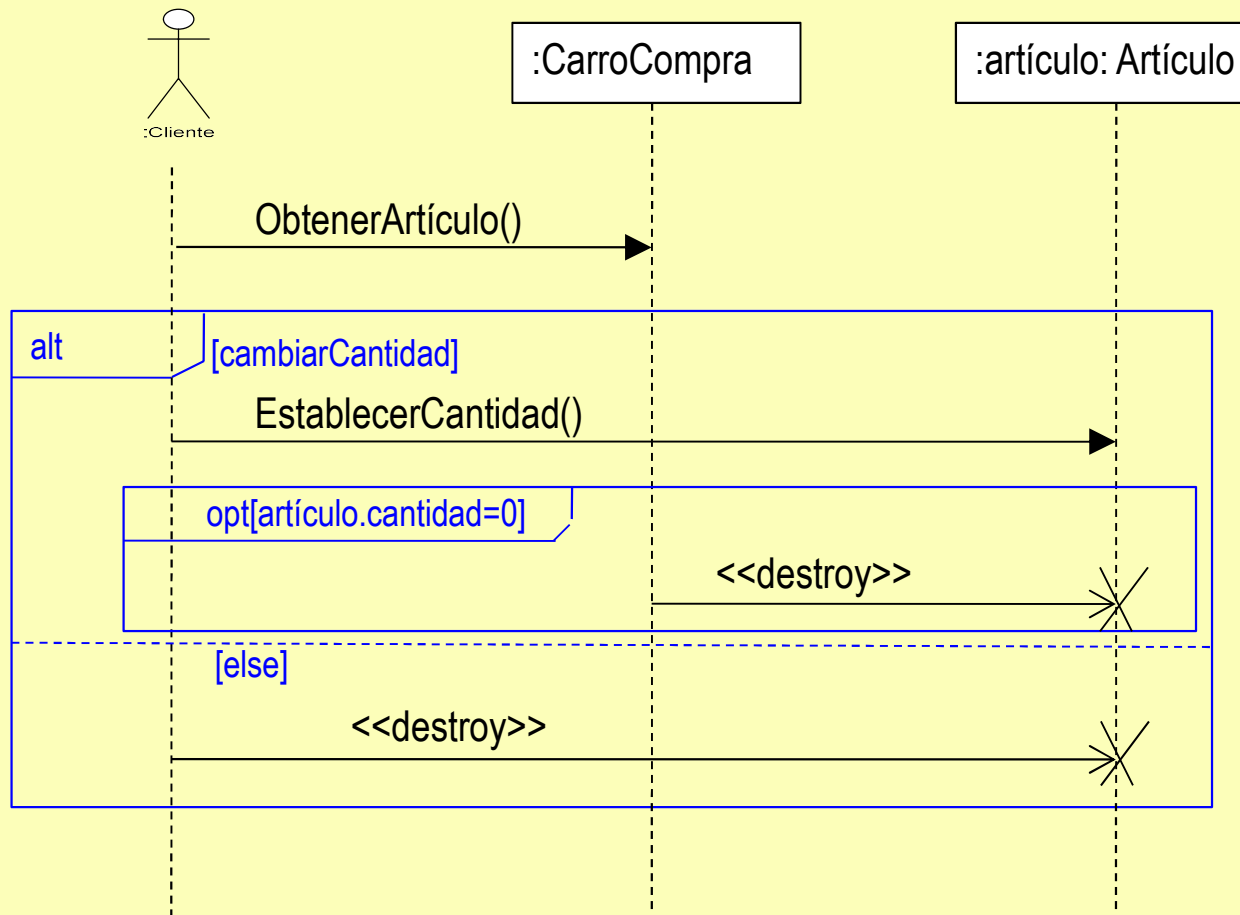 :CarroCompra
:artículo: Artículo
:Cliente
ObtenerArtículo()
alt
[cambiarCantidad]
EstablecerCantidad()
opt[artículo.cantidad=0]
<<destroy>>
[else]
<<destroy>>